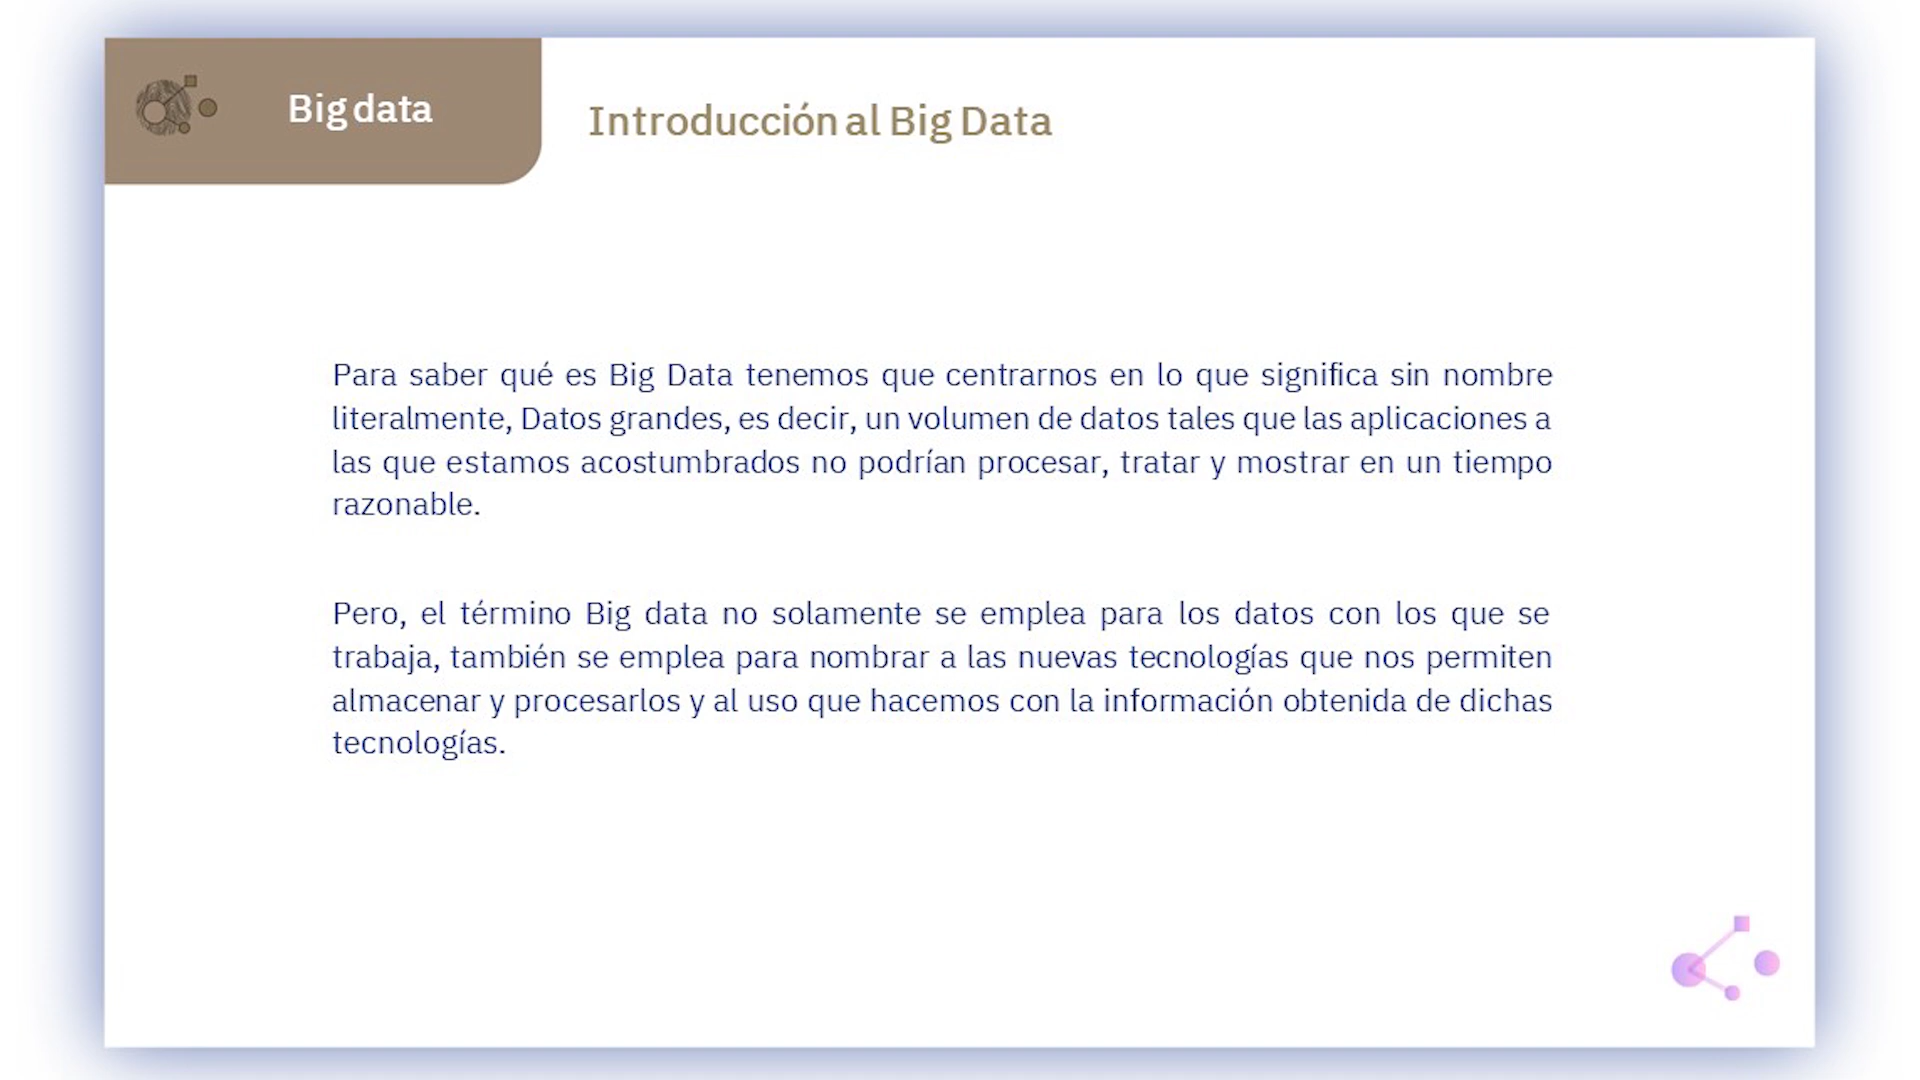 Big data
Introducción al Big Data
Para saber qué es Big Data tenemos que centrarnos en lo que significa sin nombre
literalmente, Datos grandes, es decir, un volumen de datos tales que las aplicaciones a
las que estamos acostumbrados no podrían procesar, tratar y mostrar en un tiempo
razonable.
Pero, el término Big data no solamente se emplea para los datos con los que se
trabaja, también se emplea para nombrar a las nuevas tecnologías que nos permiten
almacenar y procesarlos y al uso que hacemos con la información obtenida de dichas
tecnologías.